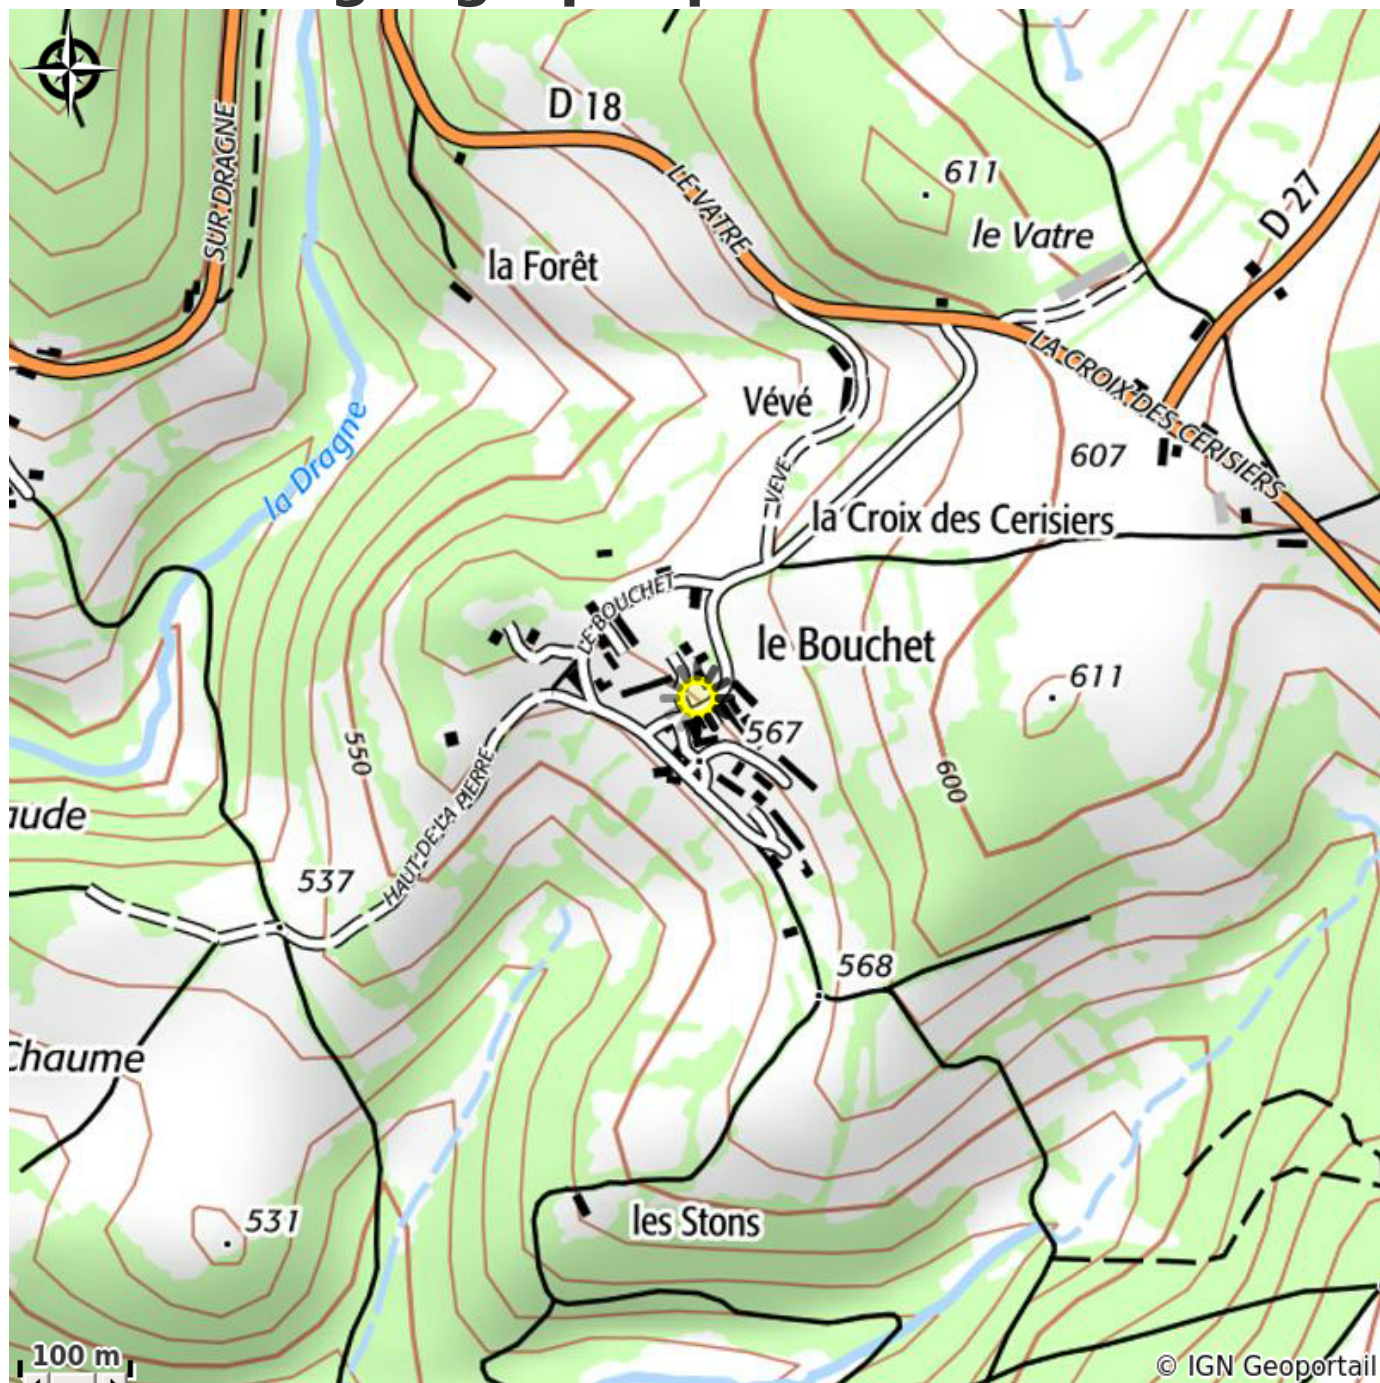 D 18
SUR DRAGNE
LE VATRE
611
le Vatre
D 27
la Forêt
LA CROIX DES CERISIERS
Vévé
la Dragne
607
VEVE
la Croix des Cerisiers
LE BOUCHET
le Bouchet
611
567
550
600
HAUT DE LA PIERRE
aude
537
568
Chaume
531
les Stons
100 m
© IGN Geoportail